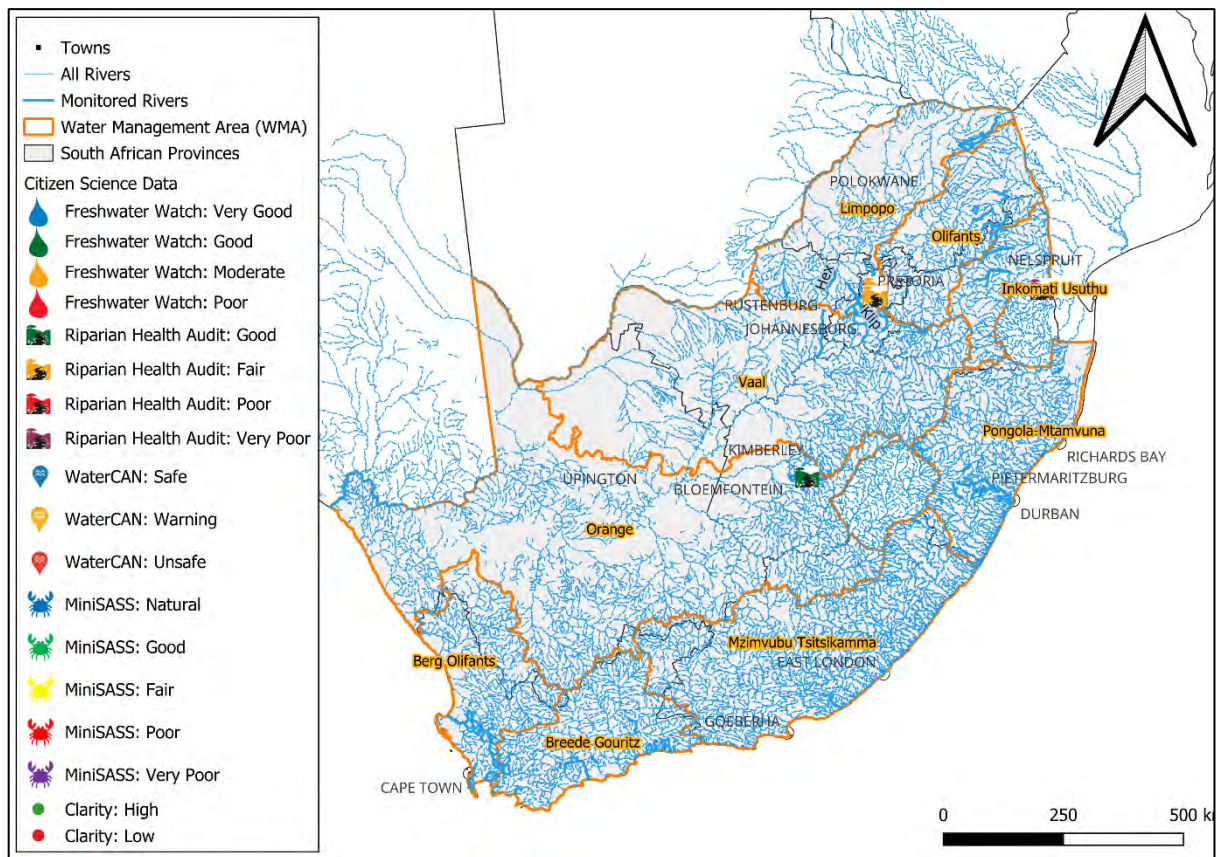 Towns
All Rivers
Monitored Rivers
Water Management Area (WMA)
South African Provinces
Citizen Science Data
Freshwater Watch: Very Good
Freshwater Watch: Good
Freshwater Watch: Moderate
Freshwater Watch: Poor
Riparian Health Audit: Good
Riparian Health Audit: Fair
Riparian Health Audit: Poor
Riparian Health Audit: Very Poor
WaterCAN: Safe
WaterCAN: Warning
WaterCAN: Unsafe
MiniSASS: Natural
MiniSASS: Good
MiniSASS: Fair
MiniSASS: Poor
MiniSASS: Very Poor
Clarity: High
Clarity: Low
POLOKWANE
Limpopo
Olifants
NELSPRUIT
Hex
PRETORIA
Inkomati Usuthu
RUSTENBURG
Klip
JOHANNESBURG
Vaal
Pongola-Mtamvuna
KIMBERLEY
RICHARDS BAY
UPINGTON
BLOEMFONTEIN
PIETERMARITZBURG
DURBAN
Orange
Mzimvubu Tsitsikamma
Berg Olifants
EAST LONDON
GQEBERHA
Breede Gouritz
CAPE TOWN
0 250 500 k